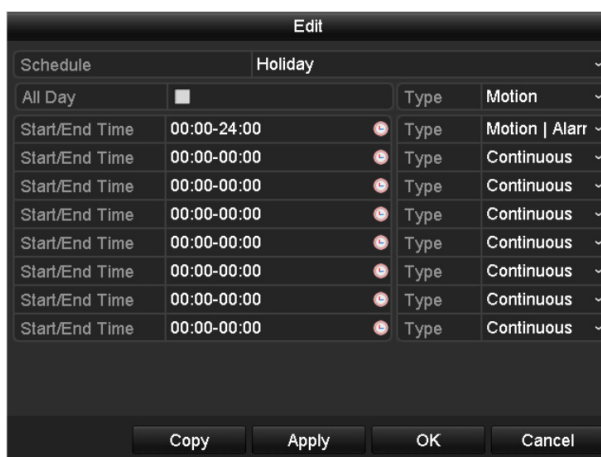 Edit
Schedule Holiday
All Day Type Motion
Start/End Time 00:00-24:00 Type Motion | Alarr
Start/End Time 00:00-00:00 Type Continuous
Start/End Time 00:00-00:00 Type Continuous
Start/End Time 00:00-00:00 Type Continuous
Start/End Time 00:00-00:00 Type Continuous
Start/End Time 00:00-00:00 Type Continuous
Start/End Time 00:00-00:00 Type Continuous
Start/End Time 00:00-00:00 Type Continuous
Copy Apply OK Cancel